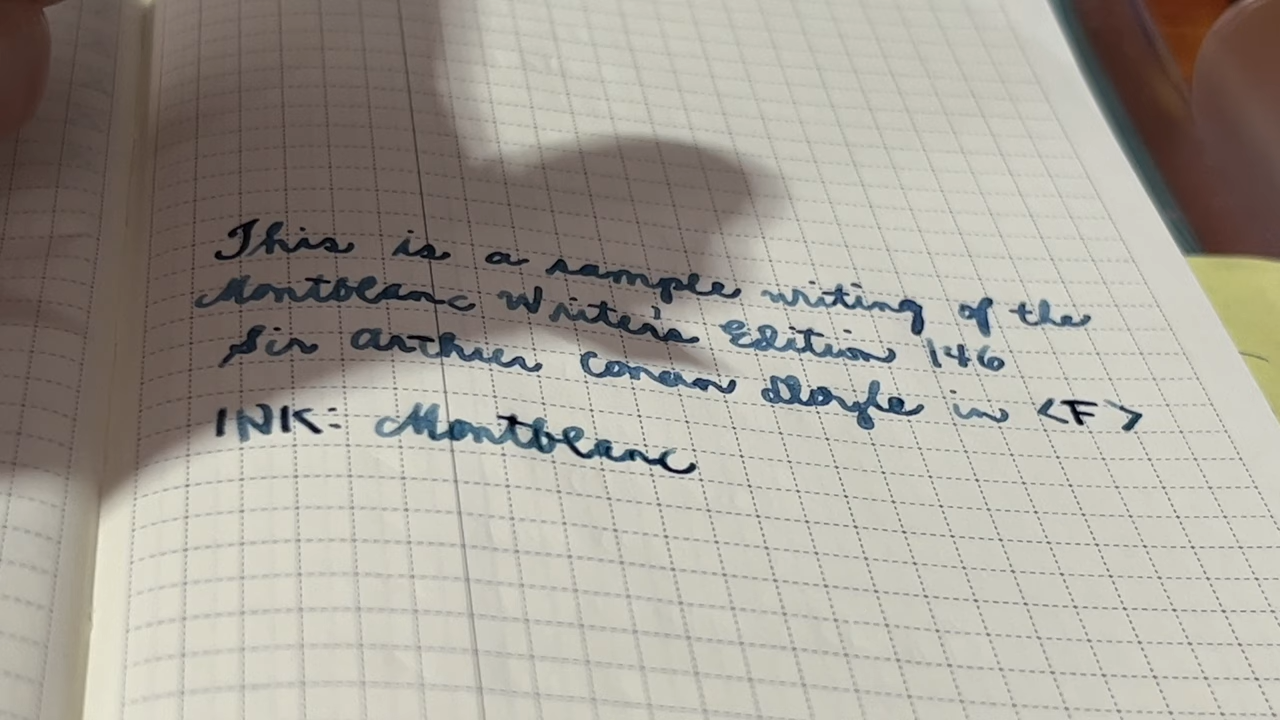 This is a sample writing of the
Montblanc Writer's Edition 146
Sir Arthur Conan Doyle in <F>
INK: Montblanc